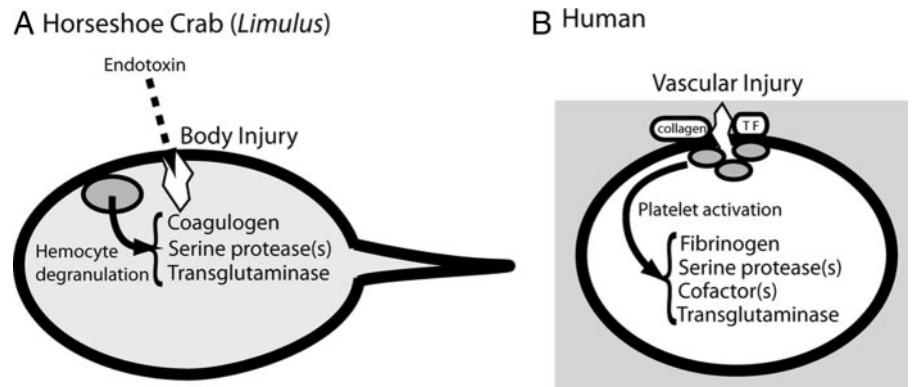 A Horseshoe Crab (Limulus)
Endotoxin
Body Injury
Coagulogen
Serine protease(s)
Transglutaminase
Hemocyte
degranulation
B Human
Vascular Injury
collagen
TF
Platelet activation
Fibrinogen
Serine protease(s)
Cofactor(s)
Transglutaminase